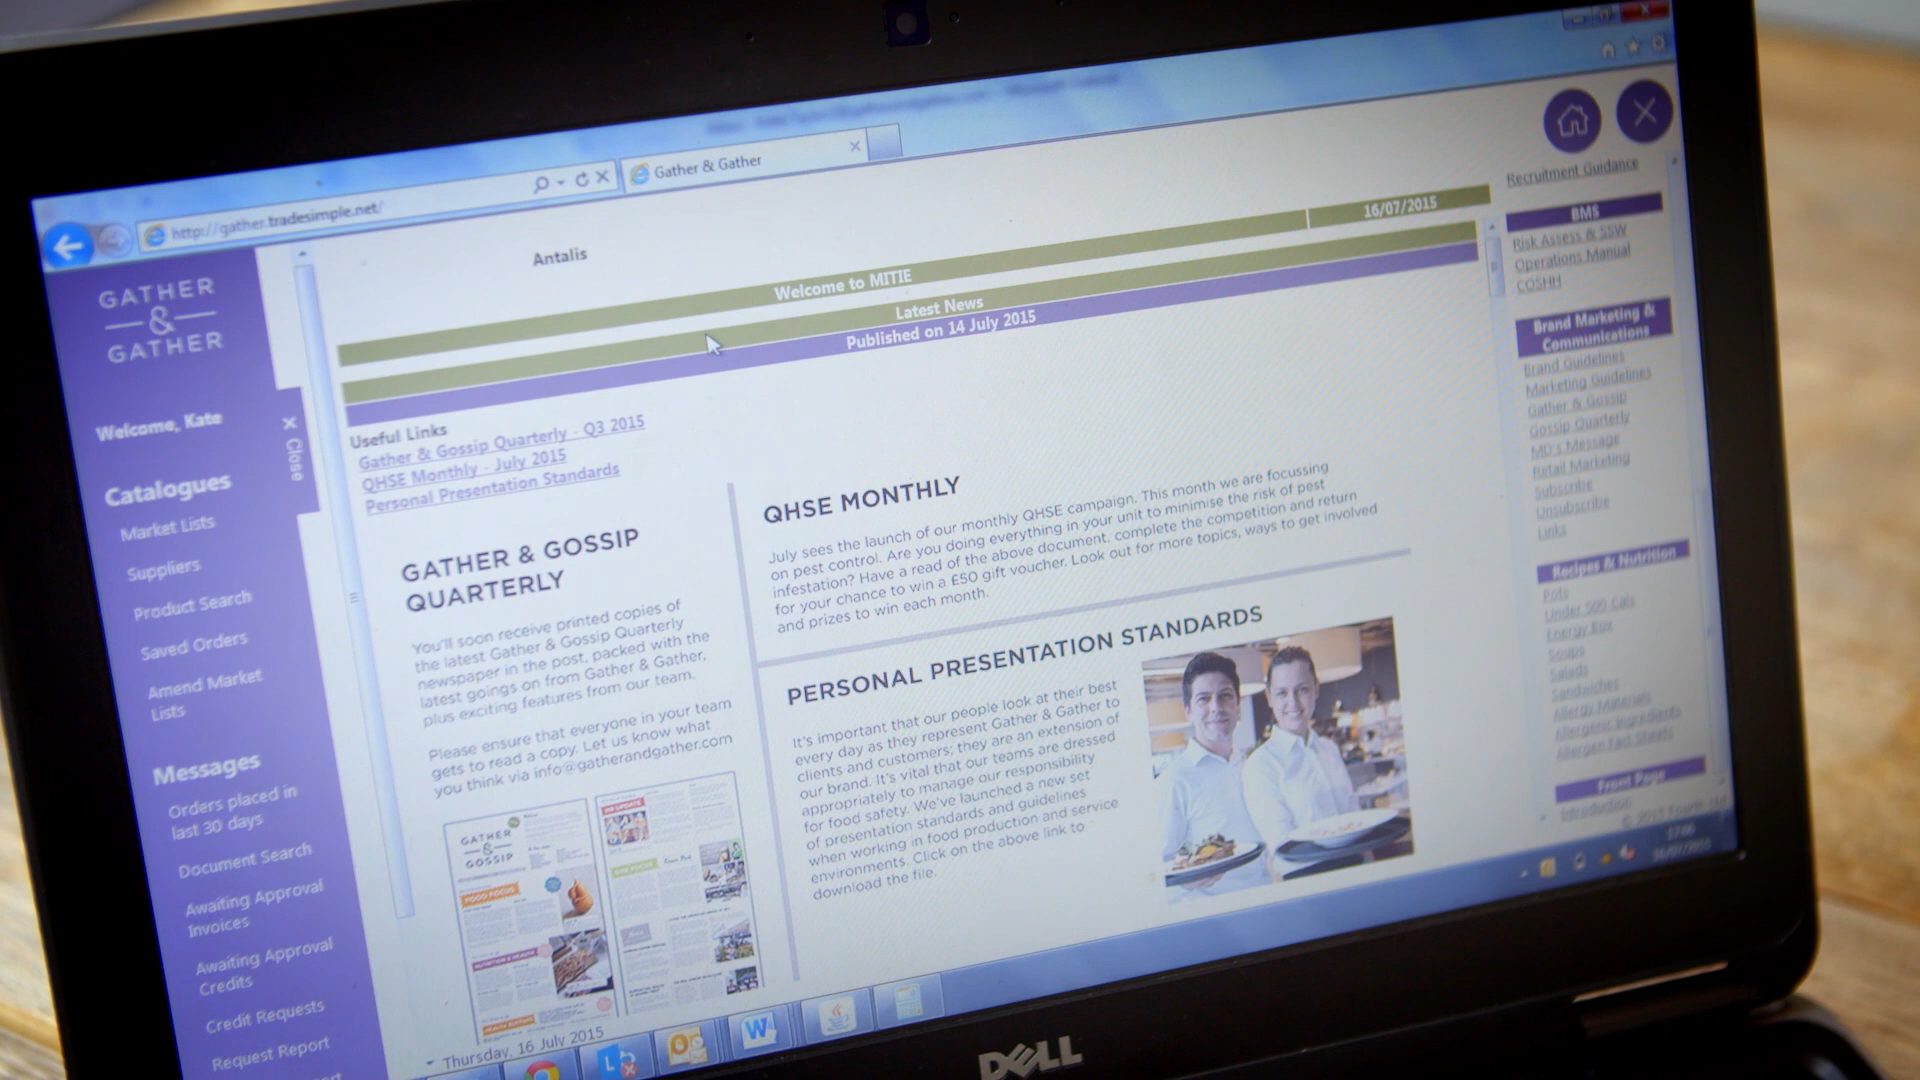 http://gather.tradesimple.net/
Gather & Gather
GATHER
&
GATHER
Welcome, Kate
Close
Catalogues
Market Lists
Suppliers
Product Search
Saved Orders
Amend Market
Lists
Messages
Orders placed in
last 30 days
Document Search
Awaiting Approval
Invoices
Awaiting Approval
Credits
Credit Requests
Request Report
Antalis
Welcome to MITIE
16/07/2015
Latest News
Published on 14 July 2015
Useful Links
Gather & Gossip Quarterly - Q3 2015
QHSE Monthly - July 2015
Personal Presentation Standards
GATHER & GOSSIP
QUARTERLY
You'll soon receive printed copies of
the latest Gather & Gossip Quarterly
newspaper in the post, packed with the
latest goings on from Gather & Gather,
plus exciting features from our team.
Please ensure that everyone in your team
gets to read a copy. Let us know what
you think via info@gatherandgather.com
GATHER
&
GOSSIP
FOOD FOCUS
QHSE MONTHLY
July sees the launch of our monthly QHSE campaign. This month we are focussing
on pest control. Are you doing everything in your unit to minimise the risk of pest
infestation? Have a read of the above document, complete the competition and return
for your chance to win a £50 gift voucher. Look out for more topics, ways to get involved
and prizes to win each month.
PERSONAL PRESENTATION STANDARDS
It's important that our people look at their best
every day as they represent Gather & Gather to
clients and customers; they are an extension of
our brand. It's vital that our teams are dressed
appropriately to manage our responsibility
for food safety. We've launched a new set
of presentation standards and guidelines
when working in food production and service
environments. Click on the above link to
download the file.
Recruitment Guidance
BMS
Risk Assess & SSW
Operations Manual
COSHH
Brand Marketing &
Communications
Brand Guidelines
Marketing Guidelines
Gather & Gossip
Gossip Quarterly
MD's Message
Retail Marketing
Subscribe
Unsubscribe
Links
Recipes & Nutrition
Pots
Under 500 Cals
Energy Box
Soups
Salads
Sandwiches
Allergy Materials
Allergenic Ingredients
Allergen Fact Sheets
Front Page
Introduction
Thursday, 16 July 2015
17:06
16/07/2015
DELL